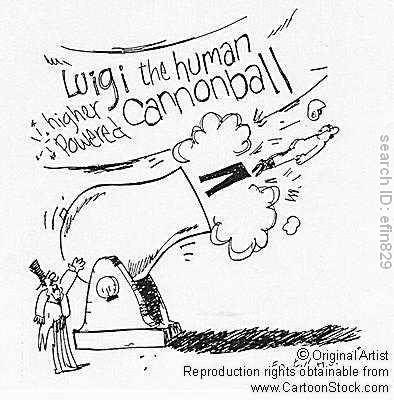 Luigi the human
cannonball
higher
Powered
search ID: efin829
© Original Artist
Reproduction rights obtainable from
www.CartoonStock.com